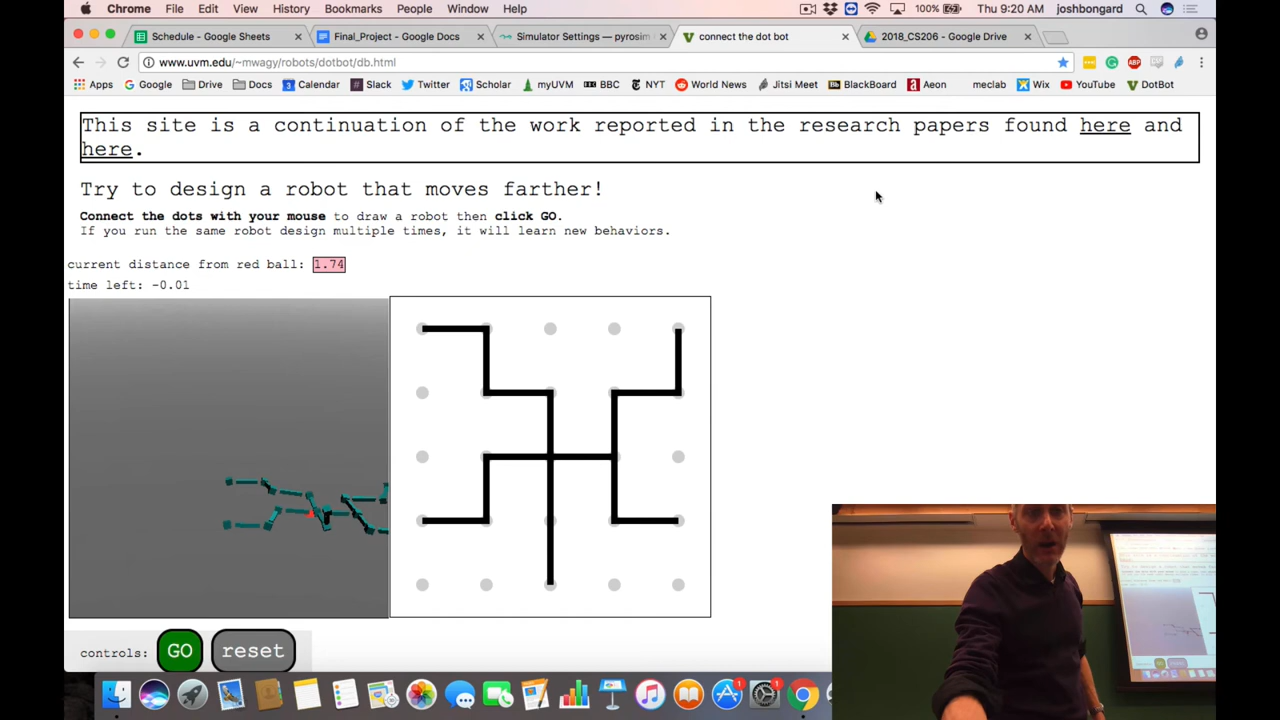 Chrome File Edit View History Bookmarks People Window Help 100% Thu 9:20 AM joshbongard
Schedule - Google Sheets × Final_Project - Google Docs × Simulator Settings — pyrosim × connect the dot bot × 2018_CS206 - Google Drive ×
www.uvm.edu/~mwagy/robots/dotbot/db.html
Apps Google Drive Docs 3 Calendar Slack Twitter Scholar myUVM BBC NYT World News Jitsi Meet BlackBoard Aeon meclab Wix YouTube DotBot
This site is a continuation of the work reported in the research papers found here and
here.
Try to design a robot that moves farther!
Connect the dots with your mouse to draw a robot then click GO.
If you run the same robot design multiple times, it will learn new behaviors.
current distance from red ball: 1.74
time left: -0.01
controls: GO reset